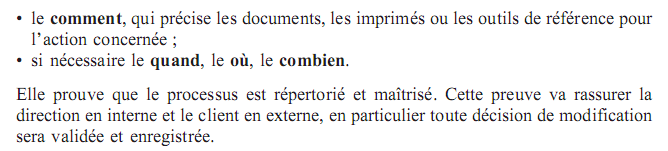 • le comment, qui précise les documents, les imprimés ou les outils de référence pour
l’action concernée ;
• si nécessaire le quand, le où, le combien.
Elle prouve que le processus est répertorié et maîtrisé. Cette preuve va rassurer la
direction en interne et le client en externe, en particulier toute décision de modification
sera validée et enregistrée.